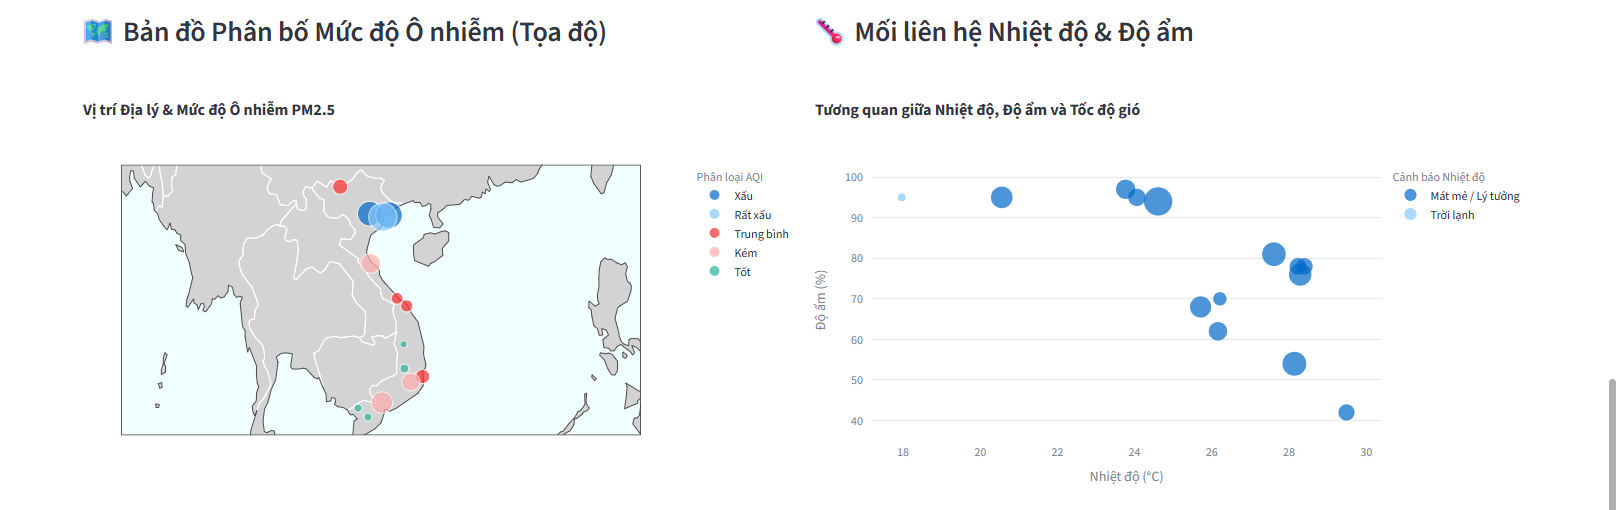 Bản đồ Phân bố Mức độ Ô nhiễm (Tọa độ)
Vị trí Địa lý & Mức độ Ô nhiễm PM2.5
Phân loại AQI
Xấu
Rất xấu
Trung bình
Kém
Tốt
Mối liên hệ Nhiệt độ & Độ ẩm
Tương quan giữa Nhiệt độ, Độ ẩm và Tốc độ gió
100
90
80
70
60
50
40
Độ ẩm (%)
18
20
22
24
26
28
30
Nhiệt độ (°C)
Cảnh báo Nhiệt độ
Mát mẻ / Lý tưởng
Trời lạnh